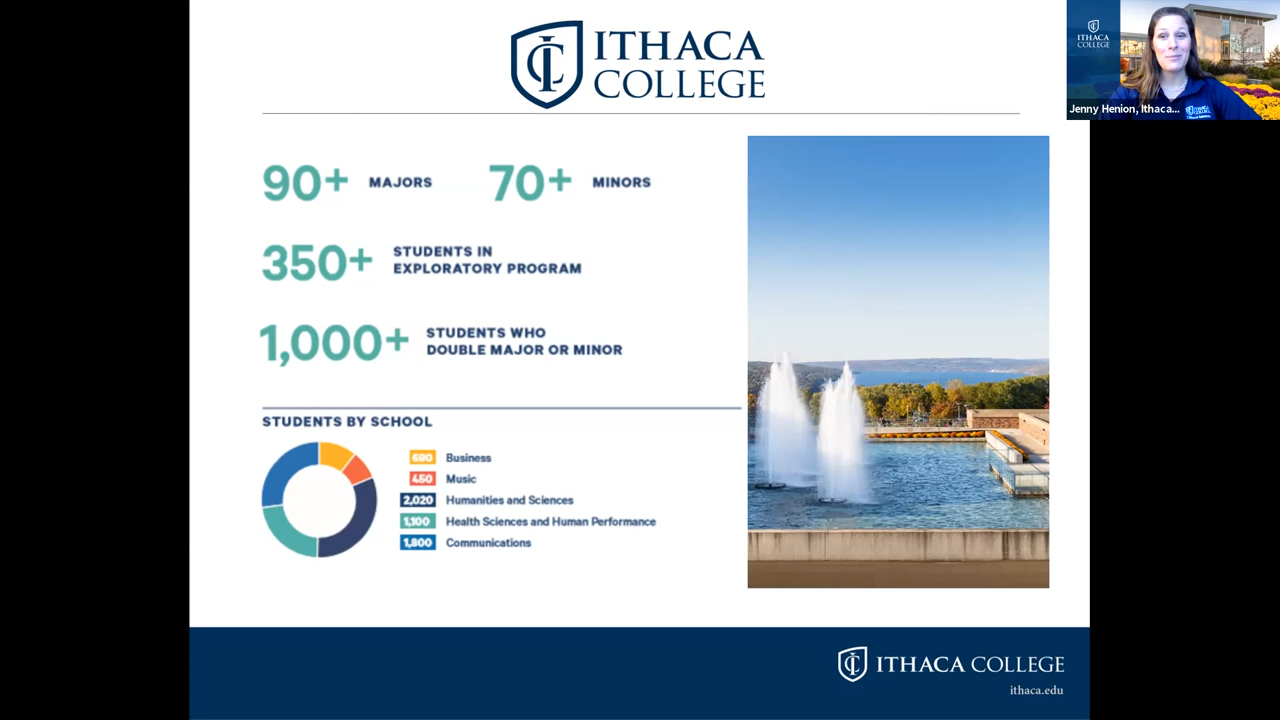 ITHACA
COLLEGE
ITHACA
COLLEGE
Jenny Henion, Ithaca...
90+ MAJORS 70+ MINORS
350+ STUDENTS IN
EXPLORATORY PROGRAM
1,000+ STUDENTS WHO
DOUBLE MAJOR OR MINOR
STUDENTS BY SCHOOL
690 Business
450 Music
2,020 Humanities and Sciences
1,100 Health Sciences and Human Performance
1,800 Communications
ITHACA COLLEGE
ithaca.edu